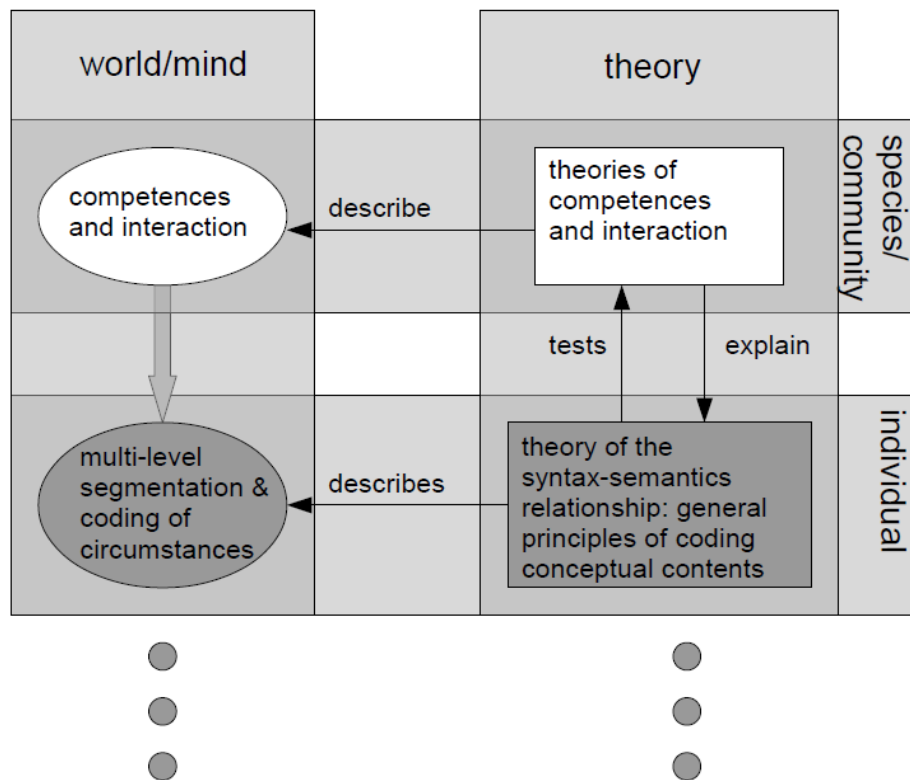 world/mind
theory
species/
community
competences
and interaction
describe
theories of
competences
and interaction
tests
explain
individual
multi-level
segmentation &
coding of
circumstances
describes
theory of the
syntax-semantics
relationship: general
principles of coding
conceptual contents